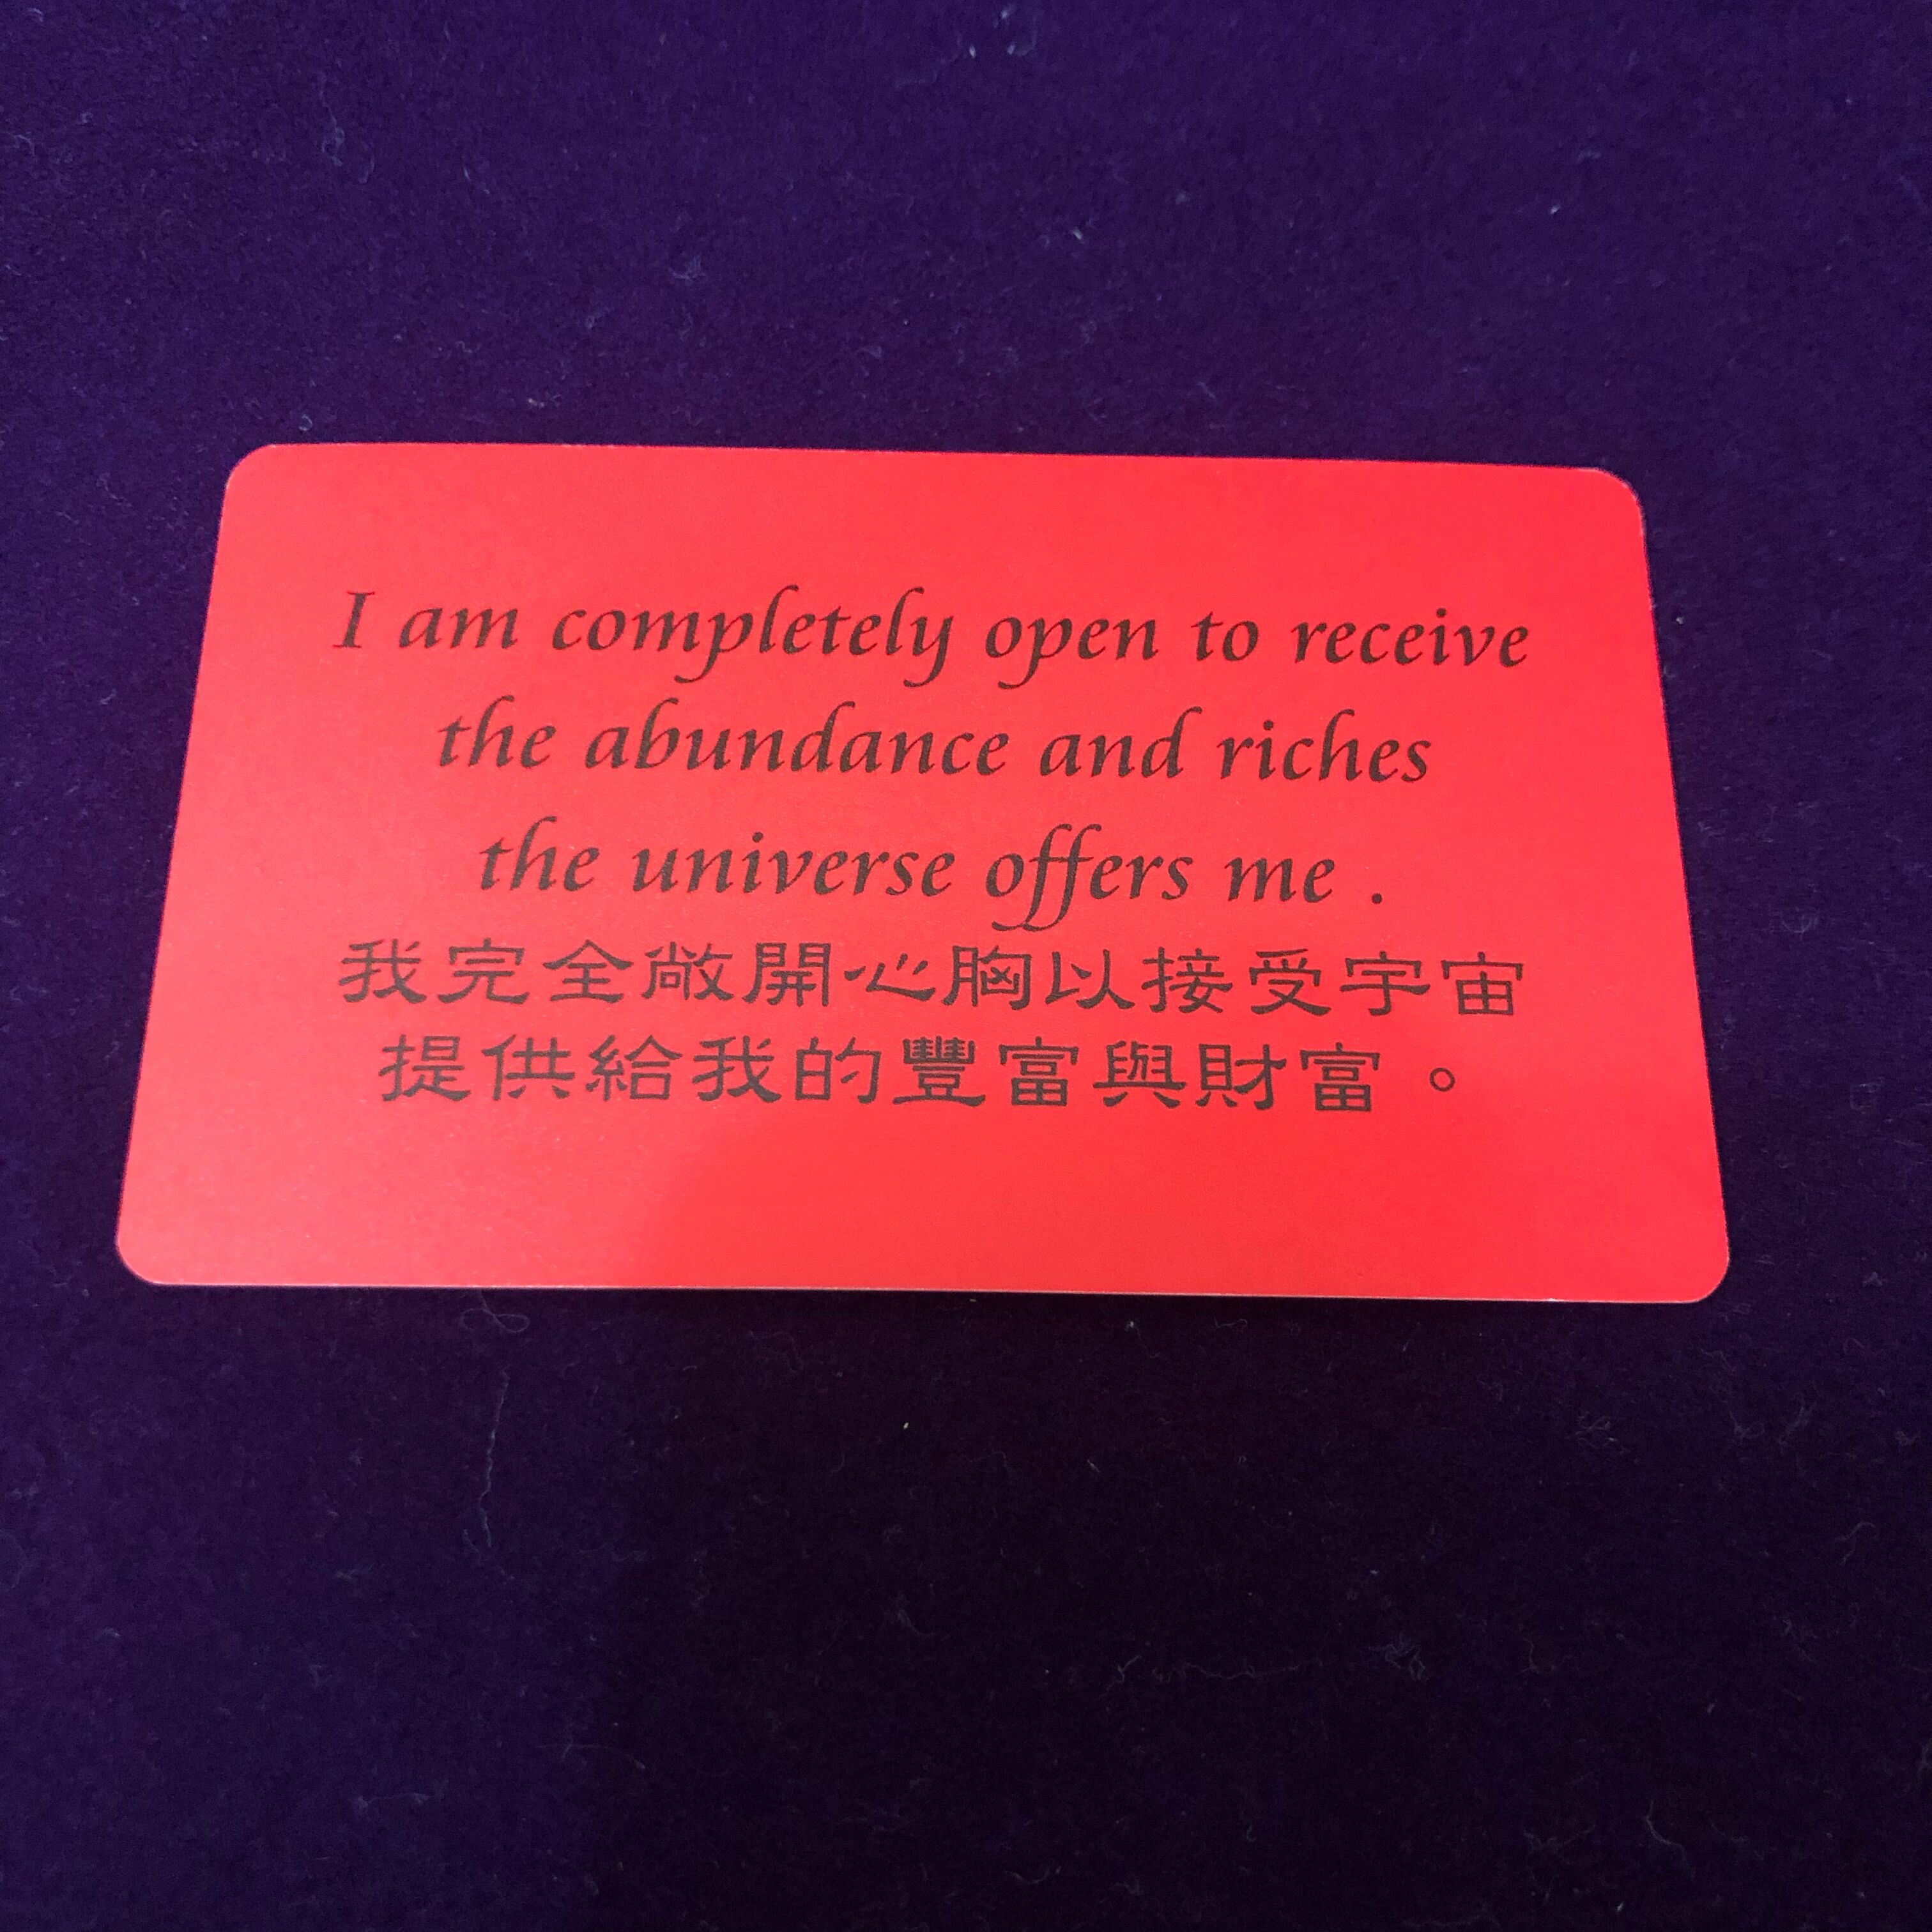 I am completely open to receive
the abundance and riches
the universe offers me .
我完全敞開心胸以接受宇宙
提供給我的豐富與財富。